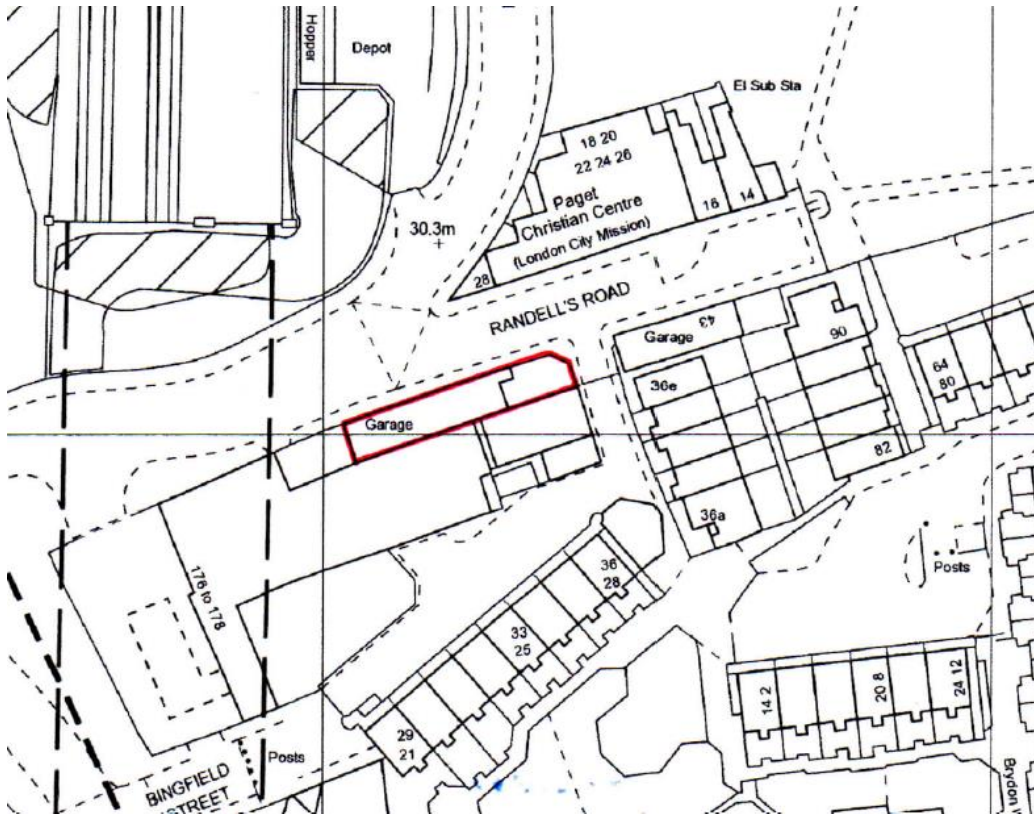 Hopper
Depot
El Sub Sta
18 20
22 24 26
Paget
Christian Centre
(London City Mission)
16
14
30.3m
28
RANDELL'S ROAD
Garage
43
90
36e
64
80
Garage
82
36a
Posts
176 to 178
36
28
33
25
14 2
20 8
24 12
29
21
Posts
BINGFIELD
STREET